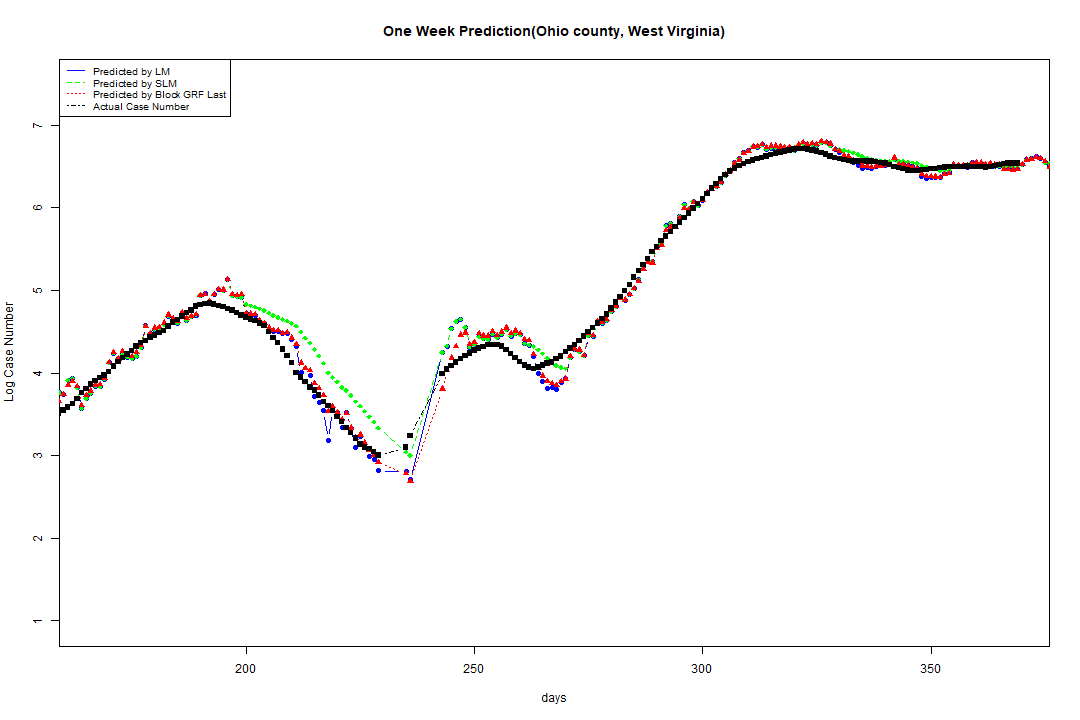 One Week Prediction(Ohio county, West Virginia)
Predicted by LM
Predicted by SLM
Predicted by Block GRF Last
Actual Case Number
7
6
5
4
3
2
1
Log Case Number
200 250 300 350
days